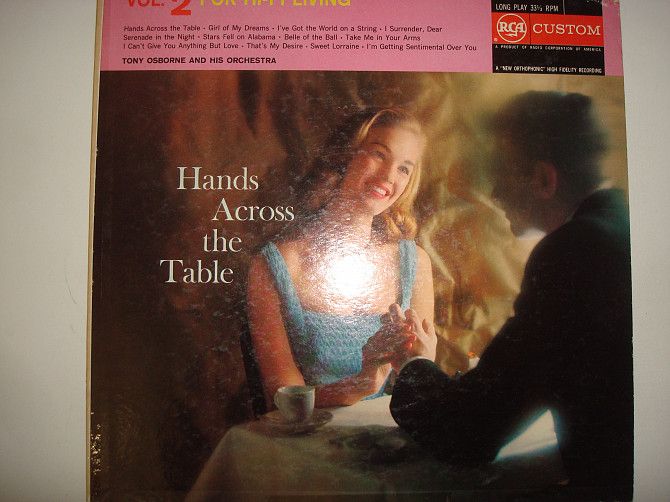 VOL. 2 FOR HI-FI LIVING
Hands Across the Table • Girl of My Dreams • I've Got the World on a String • I Surrender, Dear
Serenade in the Night • Stars Fell on Alabama • Belle of the Ball • Take Me in Your Arms
I Can't Give You Anything But Love • That's My Desire • Sweet Lorraine • I'm Getting Sentimental Over You
TONY OSBORNE AND HIS ORCHESTRA
LONG PLAY 33⅓ RPM
RCA CUSTOM
A PRODUCT OF RADIO CORPORATION OF AMERICA
A "NEW ORTHOPHONIC" HIGH FIDELITY RECORDING
Hands
Across
the
Table